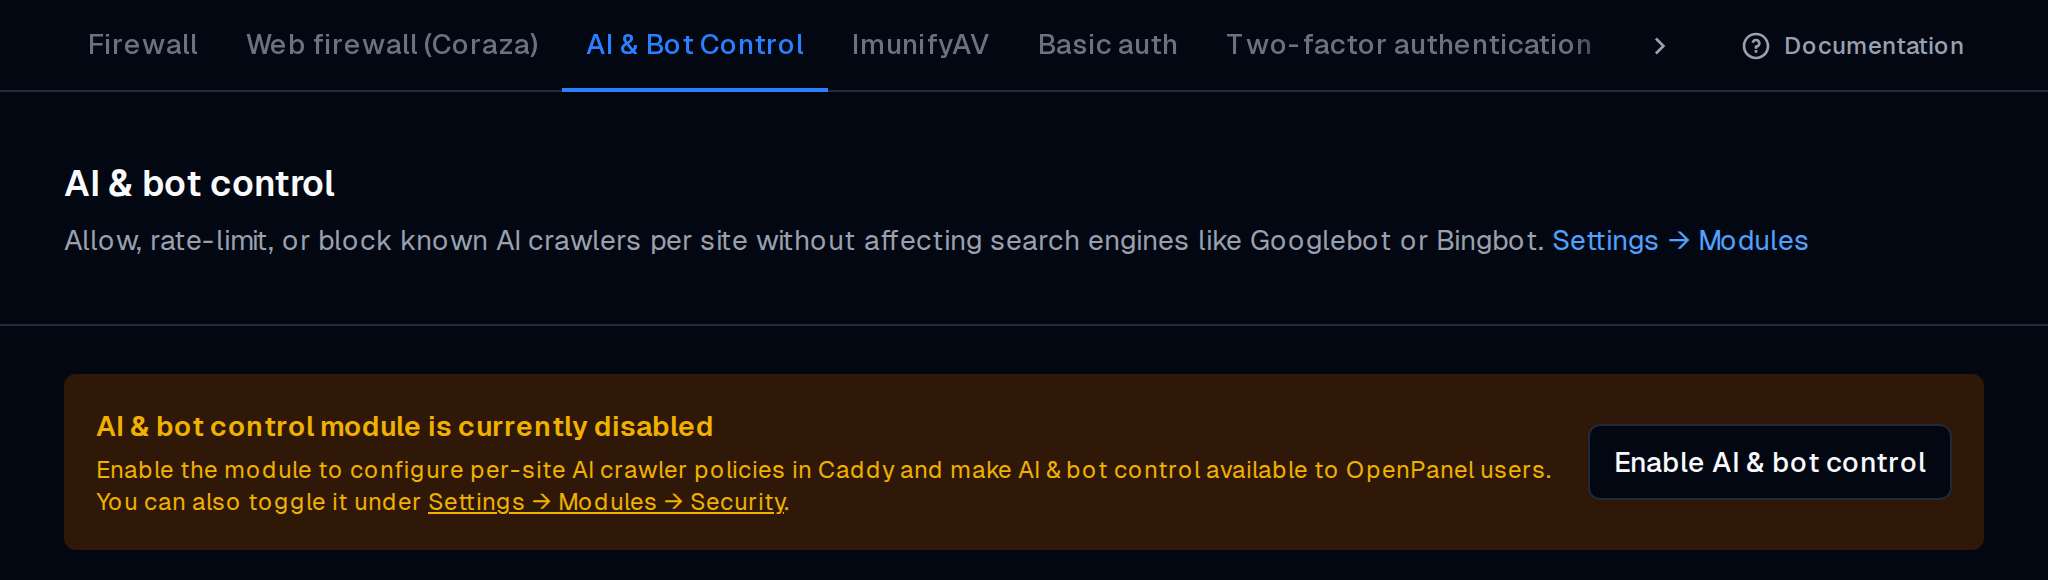 Firewall Web firewall (Coraza) AI & Bot Control ImunifyAV Basic auth Two-factor authentication Documentation
AI & bot control
Allow, rate-limit, or block known AI crawlers per site without affecting search engines like Googlebot or Bingbot. Settings → Modules
AI & bot control module is currently disabled
Enable the module to configure per-site AI crawler policies in Caddy and make AI & bot control available to OpenPanel users.
You can also toggle it under Settings → Modules → Security.
Enable AI & bot control